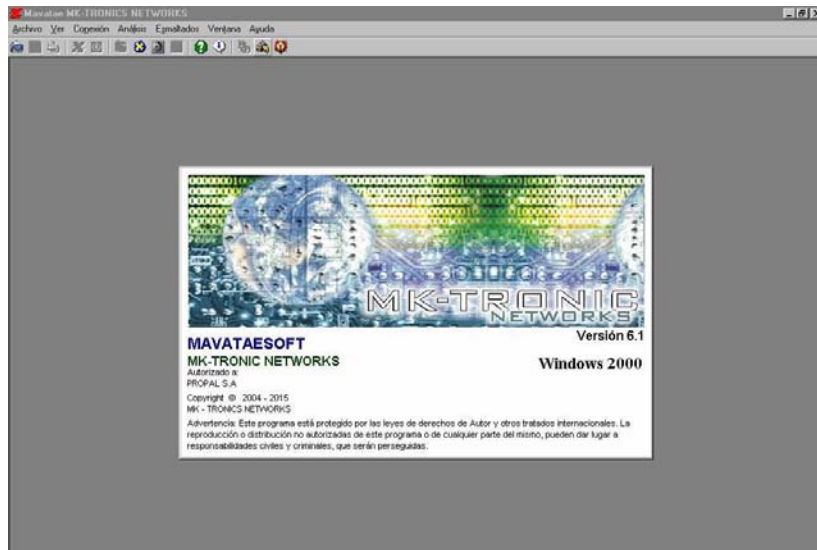 Mavatae MK-TRONICS NETWORKS
Archivo Ver Conexión Análisis Esmaltados Ventana Ayuda
MK-TRONIC
NETWORKS
Versión 6.1
MAVATAESOFT
MK-TRONIC NETWORKS
Windows 2000
Autorizado a:
PROPAL S.A
Copyright © 2004 - 2015
MK - TRONICS NETWORKS
Advertencia: Este programa está protegido por las leyes de derechos de Autor y otros tratados internacionales. La
reproducción o distribución no autorizadas de este programa o de cualquier parte del mismo, pueden dar lugar a
responsabilidades civiles y criminales, que serán perseguidas.